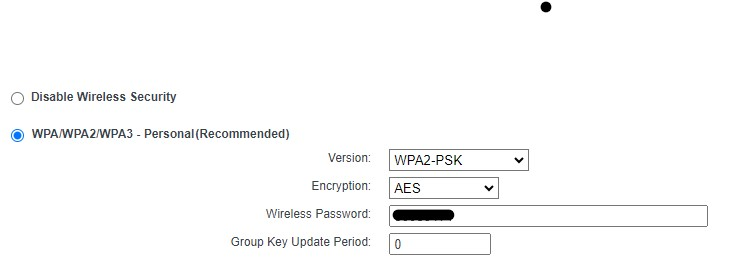 Disable Wireless Security
WPA/WPA2/WPA3 - Personal(Recommended)
Version: WPA2-PSK
Encryption: AES
Wireless Password:
Group Key Update Period: 0